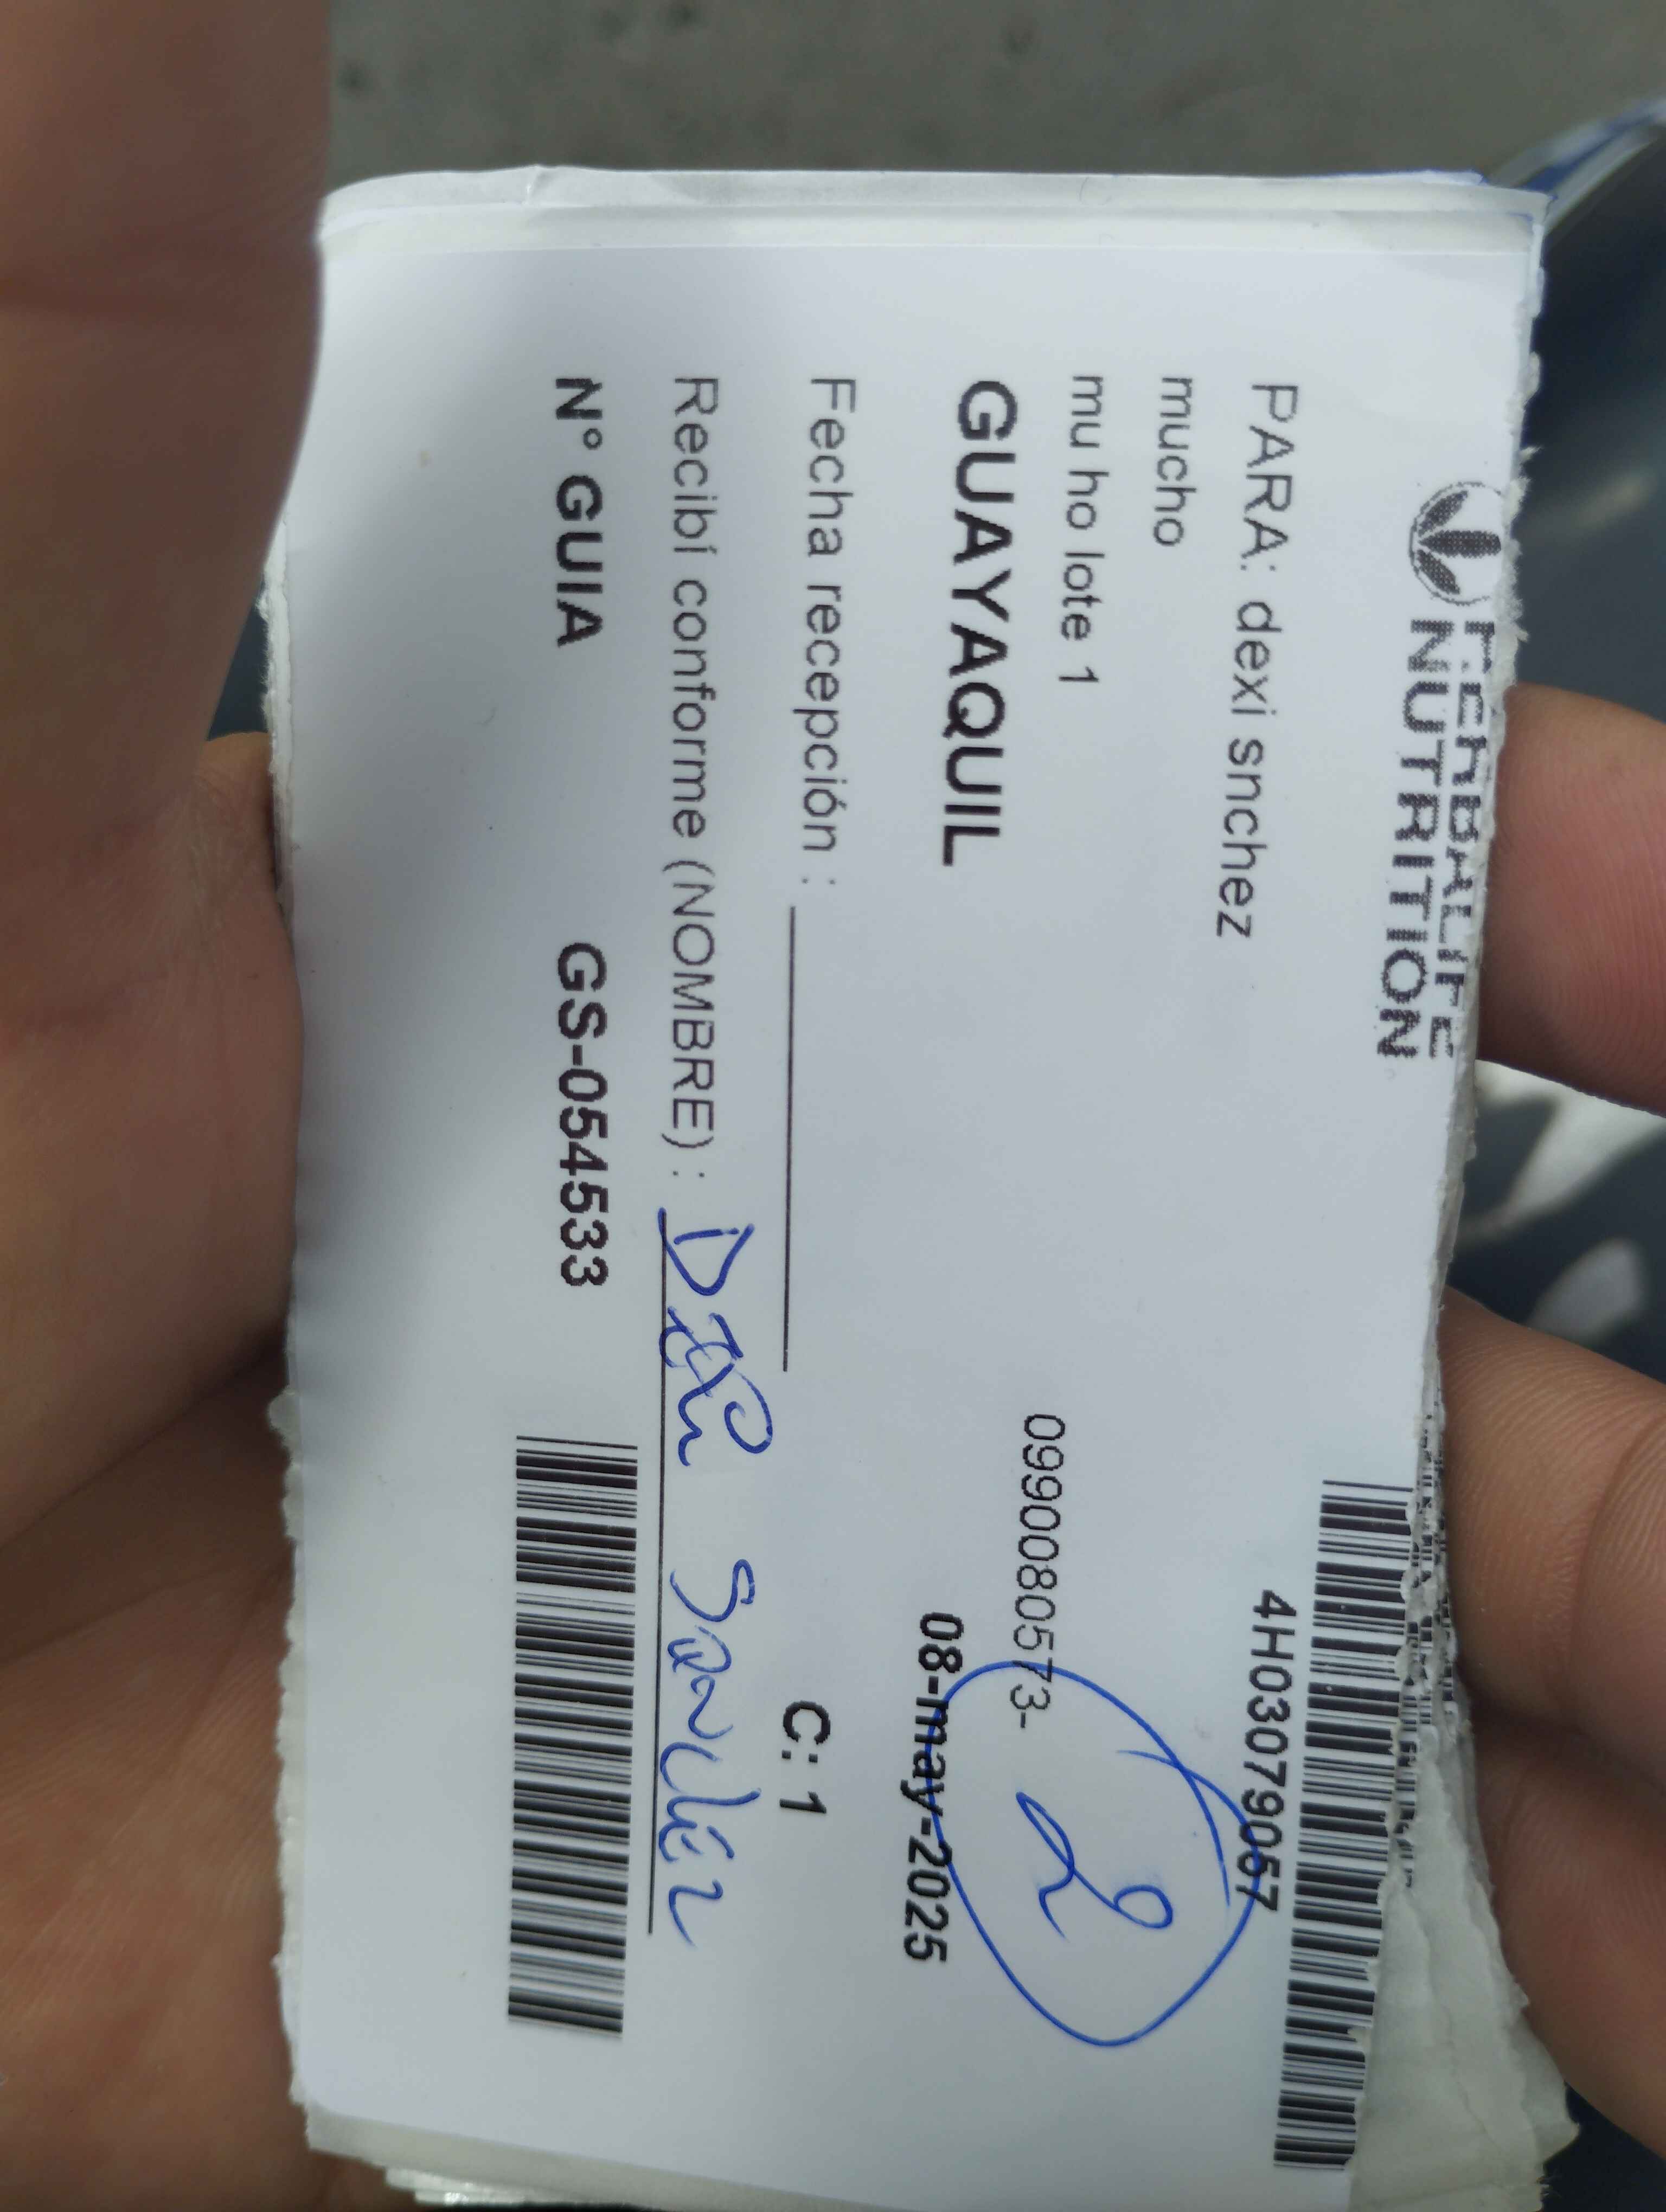 HERBALIFE
NUTRITION
4H03079057
PARA: dexi snchez
mucho
mu ho lote 1
0990080573-
2
GUAYAQUIL
08-may-2025
Fecha recepción :
C: 1
Recibí conforme (NOMBRE) : Sanchez
N° GUIA GS-054533